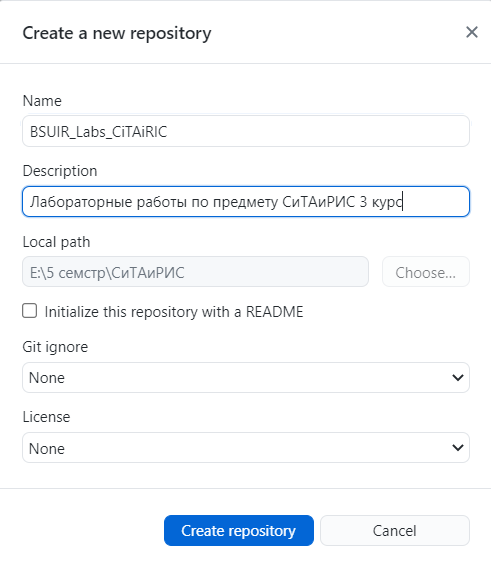 Create a new repository
Name
BSUIR_Labs_CiTAiRIC
Description
Лабораторные работы по предмету СиТАиРИС 3 курс
Local path
E:\5 семстр\СиТАиРИС
Choose...
Initialize this repository with a README
Git ignore
None
License
None
Create repository
Cancel